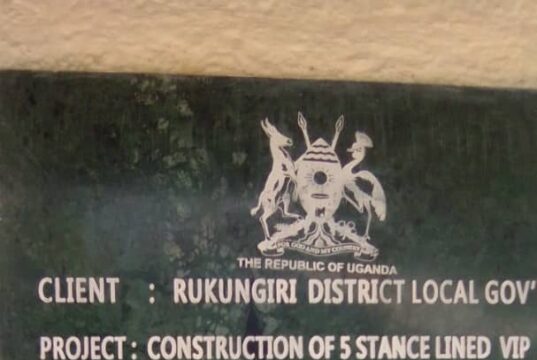 FOR GOD AND MY COUNTRY
THE REPUBLIC OF UGANDA
CLIENT : RUKUNGIRI DISTRICT LOCAL GOV'
PROJECT : CONSTRUCTION OF 5 STANCE LINED VIP